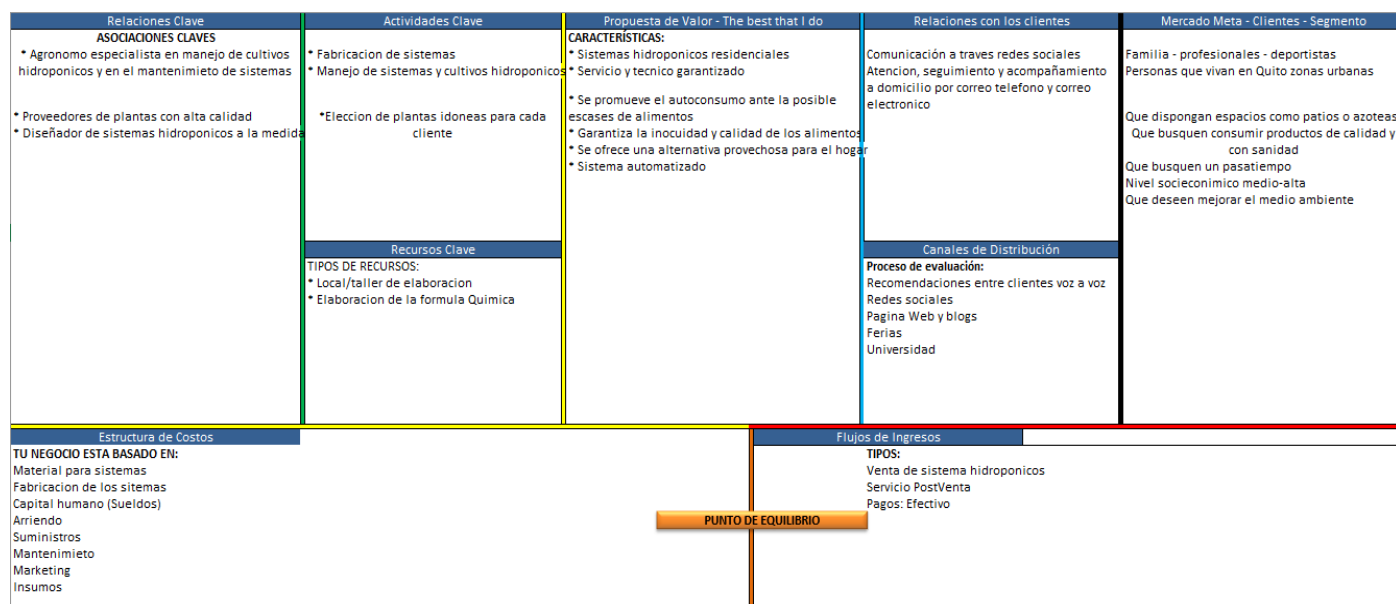 Relaciones Clave
ASOCIACIONES CLAVES
* Agronomo especialista en manejo de cultivos
hidroponicos y en el mantenimieto de sistemas
* Proveedores de plantas con alta calidad
* Diseñador de sistemas hidroponicos a la medida
Actividades Clave
* Fabricacion de sistemas
* Manejo de sistemas y cultivos hidroponicos
*Eleccion de plantas idoneas para cada
cliente
Recursos Clave
TIPOS DE RECURSOS:
* Local/taller de elaboracion
* Elaboracion de la formula Quimica
Propuesta de Valor - The best that I do
CARACTERÍSTICAS:
* Sistemas hidroponicos residenciales
* Servicio y tecnico garantizado
* Se promueve el autoconsumo ante la posible
escases de alimentos
* Garantiza la inocuidad y calidad de los alimentos
* Se ofrece una alternativa provechosa para el hogar
* Sistema automatizado
Relaciones con los clientes
Comunicación a traves redes sociales
Atencion, seguimiento y acompañamiento
a domicilio por correo telefono y correo
electronico
Canales de Distribución
Proceso de evaluación:
Recomendaciones entre clientes voz a voz
Redes sociales
Pagina Web y blogs
Ferias
Universidad
Mercado Meta - Clientes - Segmento
Familia - profesionales - deportistas
Personas que vivan en Quito zonas urbanas
Que dispongan espacios como patios o azoteas
Que busquen consumir productos de calidad y
con sanidad
Que busquen un pasatiempo
Nivel socieconimico medio-alta
Que deseen mejorar el medio ambiente
Estructura de Costos
TU NEGOCIO ESTA BASADO EN:
Material para sistemas
Fabricacion de los sitemas
Capital humano (Sueldos)
Arriendo
Suministros
Mantenimieto
Marketing
Insumos
PUNTO DE EQUILIBRIO
Flujos de Ingresos
TIPOS:
Venta de sistema hidroponicos
Servicio PostVenta
Pagos: Efectivo